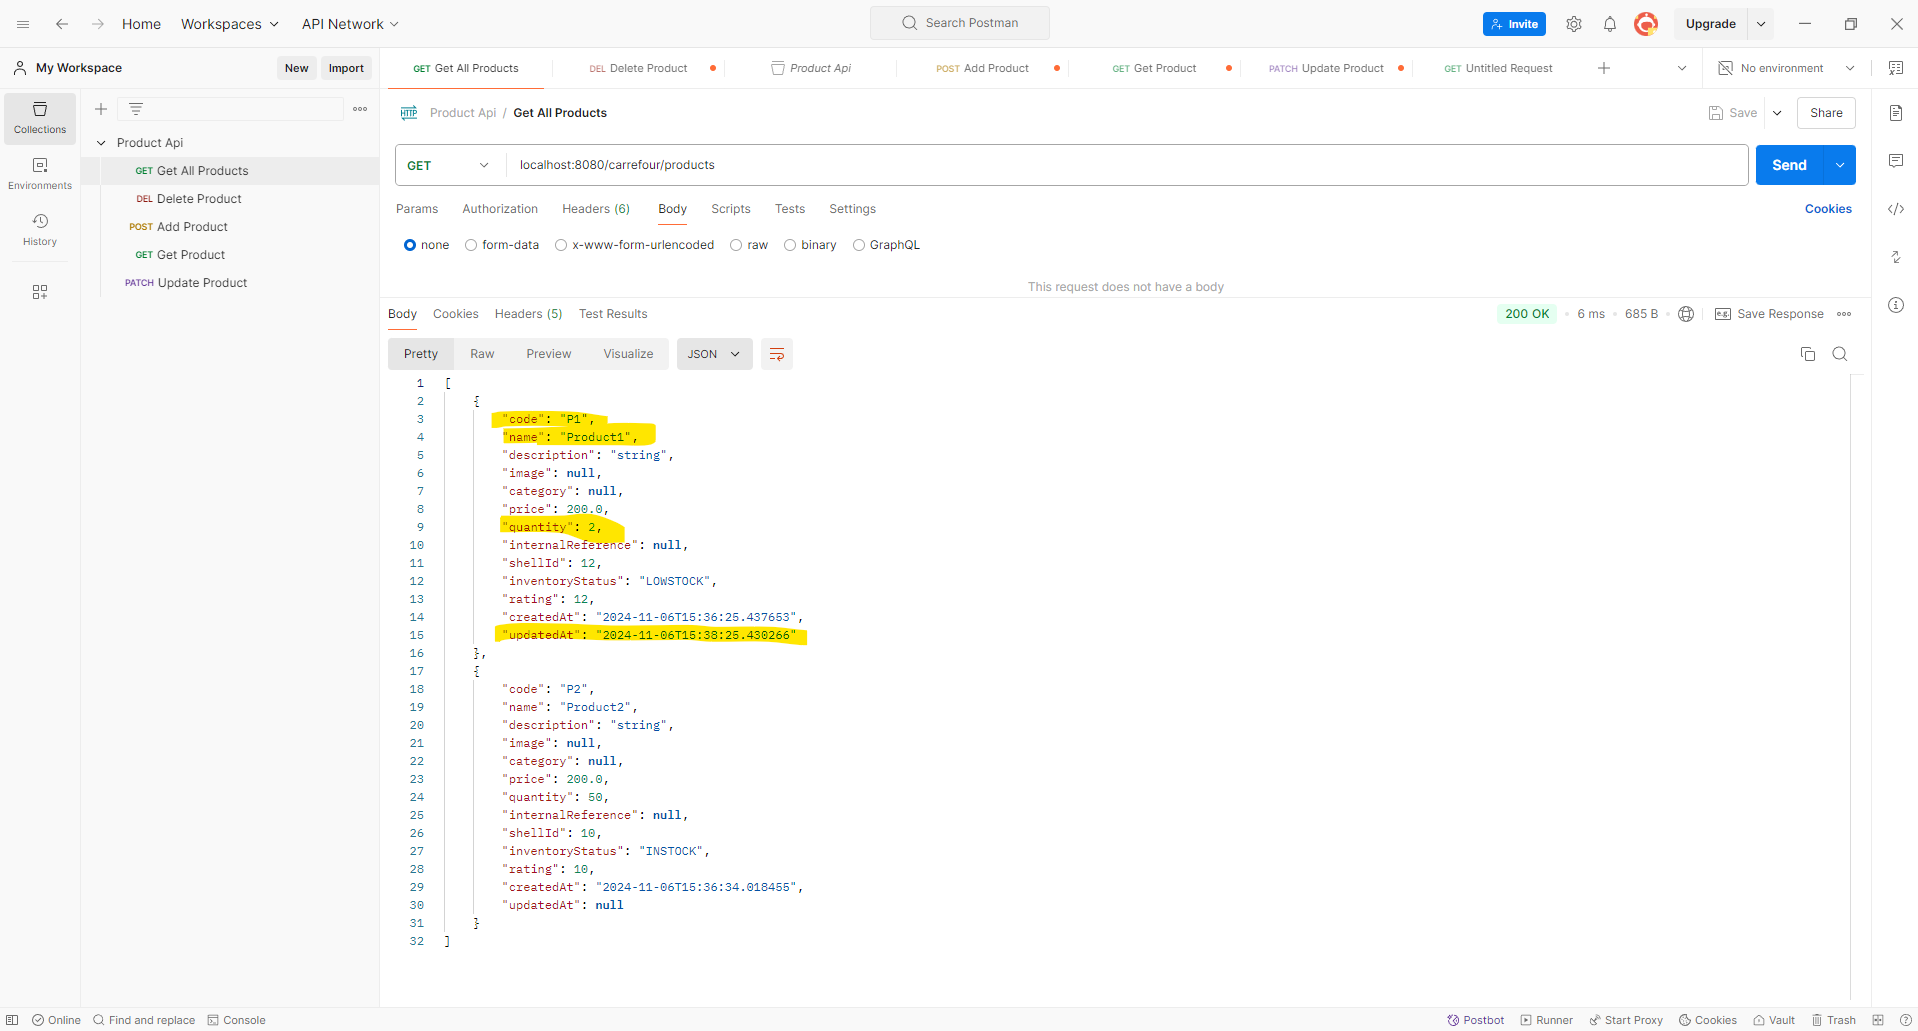 Home Workspaces API Network Search Postman Invite Upgrade
My Workspace New Import GET Get All Products DEL Delete Product Product Api POST Add Product GET Get Product PATCH Update Product GET Untitled Request No environment
Collections
Environments
History
Product Api
GET Get All Products
DEL Delete Product
POST Add Product
GET Get Product
PATCH Update Product
HTTP Product Api / Get All Products Save Share
GET localhost:8080/carrefour/products Send
Params Authorization Headers (6) Body Scripts Tests Settings Cookies
none form-data x-www-form-urlencoded raw binary GraphQL
This request does not have a body
Body Cookies Headers (5) Test Results 200 OK 6 ms 685 B e.g. Save Response
Pretty Raw Preview Visualize JSON
1 [
2 {
3 "code": "P1",
4 "name": "Product1",
5 "description": "string",
6 "image": null,
7 "category": null,
8 "price": 200.0,
9 "quantity": 2,
10 "internalReference": null,
11 "shellId": 12,
12 "inventoryStatus": "LOWSTOCK",
13 "rating": 12,
14 "createdAt": "2024-11-06T15:36:25.437653",
15 "updatedAt": "2024-11-06T15:38:25.430266"
16 },
17 {
18 "code": "P2",
19 "name": "Product2",
20 "description": "string",
21 "image": null,
22 "category": null,
23 "price": 200.0,
24 "quantity": 50,
25 "internalReference": null,
26 "shellId": 10,
27 "inventoryStatus": "INSTOCK",
28 "rating": 10,
29 "createdAt": "2024-11-06T15:36:34.018455",
30 "updatedAt": null
31 }
32 ]
Online Find and replace Console Postbot Runner Start Proxy Cookies Vault Trash